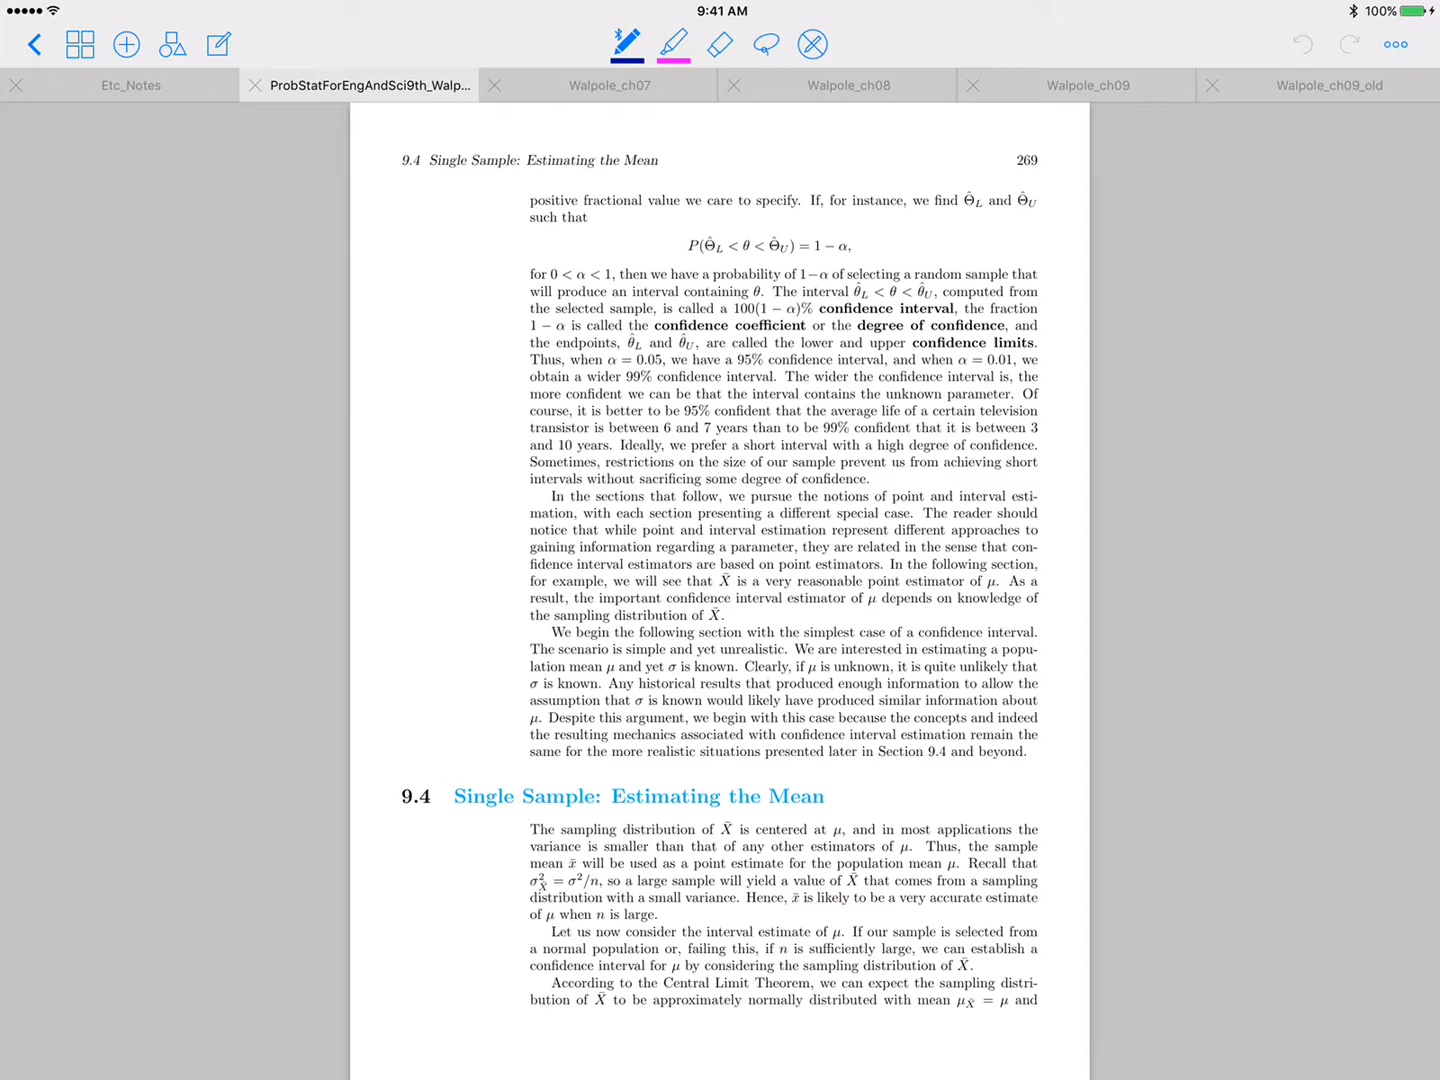 9:41 AM
100%
Etc_Notes
ProbStatForEngAndSci9th_Walp...
Walpole_ch07
Walpole_ch08
Walpole_ch09
Walpole_ch09_old
9.4 Single Sample: Estimating the Mean 269
positive fractional value we care to specify. If, for instance, we find Θ̂_L and Θ̂_U
such that
P(Θ̂_L < θ < Θ̂_U) = 1 − α,
for 0 < α < 1, then we have a probability of 1−α of selecting a random sample that
will produce an interval containing θ. The interval θ̂_L < θ < θ̂_U, computed from
the selected sample, is called a 100(1 − α)% confidence interval, the fraction
1 − α is called the confidence coefficient or the degree of confidence, and
the endpoints, θ̂_L and θ̂_U, are called the lower and upper confidence limits.
Thus, when α = 0.05, we have a 95% confidence interval, and when α = 0.01, we
obtain a wider 99% confidence interval. The wider the confidence interval is, the
more confident we can be that the interval contains the unknown parameter. Of
course, it is better to be 95% confident that the average life of a certain television
transistor is between 6 and 7 years than to be 99% confident that it is between 3
and 10 years. Ideally, we prefer a short interval with a high degree of confidence.
Sometimes, restrictions on the size of our sample prevent us from achieving short
intervals without sacrificing some degree of confidence.
In the sections that follow, we pursue the notions of point and interval esti-
mation, with each section presenting a different special case. The reader should
notice that while point and interval estimation represent different approaches to
gaining information regarding a parameter, they are related in the sense that con-
fidence interval estimators are based on point estimators. In the following section,
for example, we will see that X̄ is a very reasonable point estimator of μ. As a
result, the important confidence interval estimator of μ depends on knowledge of
the sampling distribution of X̄.
We begin the following section with the simplest case of a confidence interval.
The scenario is simple and yet unrealistic. We are interested in estimating a popu-
lation mean μ and yet σ is known. Clearly, if μ is unknown, it is quite unlikely that
σ is known. Any historical results that produced enough information to allow the
assumption that σ is known would likely have produced similar information about
μ. Despite this argument, we begin with this case because the concepts and indeed
the resulting mechanics associated with confidence interval estimation remain the
same for the more realistic situations presented later in Section 9.4 and beyond.
9.4 Single Sample: Estimating the Mean
The sampling distribution of X̄ is centered at μ, and in most applications the
variance is smaller than that of any other estimators of μ. Thus, the sample
mean x̄ will be used as a point estimate for the population mean μ. Recall that
σ²_X̄ = σ²/n, so a large sample will yield a value of X̄ that comes from a sampling
distribution with a small variance. Hence, x̄ is likely to be a very accurate estimate
of μ when n is large.
Let us now consider the interval estimate of μ. If our sample is selected from
a normal population or, failing this, if n is sufficiently large, we can establish a
confidence interval for μ by considering the sampling distribution of X̄.
According to the Central Limit Theorem, we can expect the sampling distri-
bution of X̄ to be approximately normally distributed with mean μ_X̄ = μ and